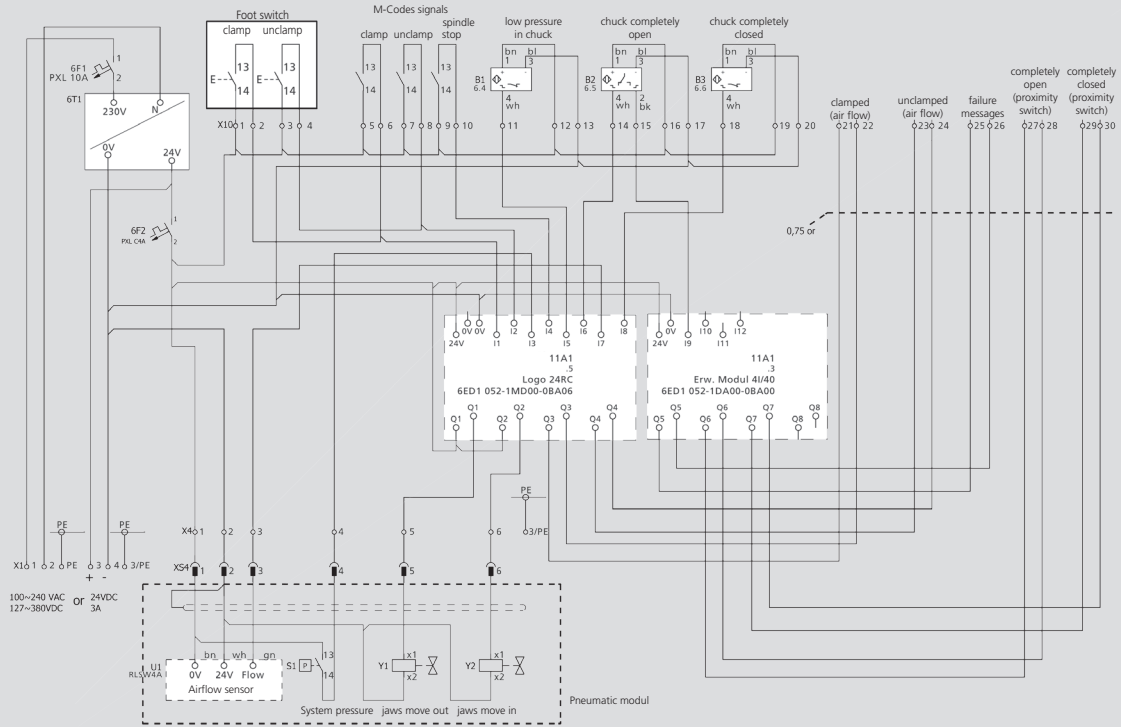 Foot switch
clamp unclamp
M-Codes signals
clamp unclamp
spindle
stop
low pressure
in chuck
chuck completely
open
chuck completely
closed
6F1
PXL 10A
1
2
6T1
230V
N
0V
24V
E
13
14
E
13
14
13
14
13
14
13
14
bn bl
1 3
B1
6.4
4
wh
bn bl
1 3
B2
6.5
4 2
wh bk
bn bl
1 3
B3
6.6
4
wh
clamped
(air flow)
unclamped
(air flow)
failure
messages
completely
open
(proximity
switch)
completely
closed
(proximity
switch)
X10 1 2 3 4 5 6 7 8 9 10 11 12 13 14 15 16 17 18 19 20 21 22 23 24 25 26 27 28 29 30
6F2
PXL C4A
1
2
0,75 or
0V 0V I2 I4 I6 I8
24V I1 I3 I5 I7
11A1
.5
Logo 24RC
6ED1 052-1MD00-0BA06
Q1 Q2 Q3 Q4
Q1 Q2 Q3 Q4
0V I10 I12
24V I9 I11
11A1
.3
Erw. Modul 4I/40
6ED1 052-1DA00-0BA00
Q5 Q6 Q7 Q8
Q5 Q6 Q7 Q8
PE
3/PE
PE
PE
X4 1 2 3 4 5 6
X1 1 2 PE 3 4 3/PE
+ -
XS4 1 2 3 4 5 6
100~240 VAC
127~380VDC
or
24VDC
3A
bn wh gn
U1
RLSW4A
0V 24V Flow
Airflow sensor
S1
P
13
14
Y1
x1
x2
Y2
x1
x2
System pressure jaws move out jaws move in
Pneumatic modul